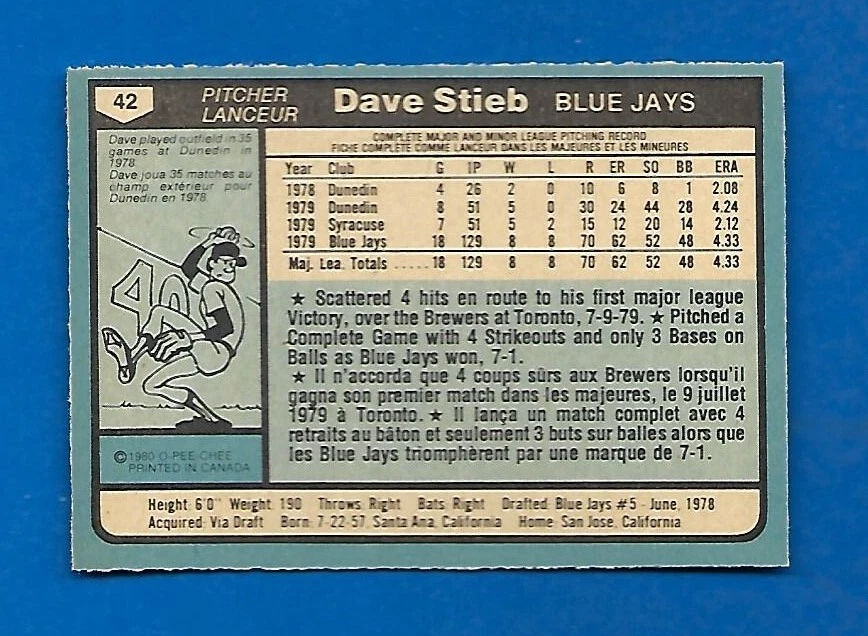 42
PITCHER
LANCEUR
Dave Stieb
BLUE JAYS
Dave played outfield in 35
games at Dunedin in
1978
Dave joua 35 matches au
champ extérieur pour
Dunedin en 1978
40
©1980 O-PEE-CHEE
PRINTED IN CANADA
COMPLETE MAJOR AND MINOR LEAGUE PITCHING RECORD
FICHE COMPLÈTE COMME LANCEUR DANS LES MAJEURES ET LES MINEURES
Year Club G IP W L R ER SO BB ERA
1978 Dunedin 4 26 2 0 10 6 8 1 2.08
1979 Dunedin 8 51 5 0 30 24 44 28 4.24
1979 Syracuse 7 51 5 2 15 12 20 14 2.12
1979 Blue Jays 18 129 8 8 70 62 52 48 4.33
Maj. Lea. Totals .....18 129 8 8 70 62 52 48 4.33
★ Scattered 4 hits en route to his first major league
Victory, over the Brewers at Toronto, 7-9-79. ★ Pitched a
Complete Game with 4 Strikeouts and only 3 Bases on
Balls as Blue Jays won, 7-1.
★ Il n'accorda que 4 coups sûrs aux Brewers lorsqu'il
gagna son premier match dans les majeures, le 9 juillet
1979 à Toronto. ★ Il lança un match complet avec 4
retraits au bâton et seulement 3 buts sur balles alors que
les Blue Jays triomphèrent par une marque de 7-1.
Height: 6'0" Weight: 190 Throws: Right Bats: Right Drafted: Blue Jays #5 - June, 1978
Acquired: Via Draft Born: 7-22-57, Santa Ana, California Home: San Jose, California